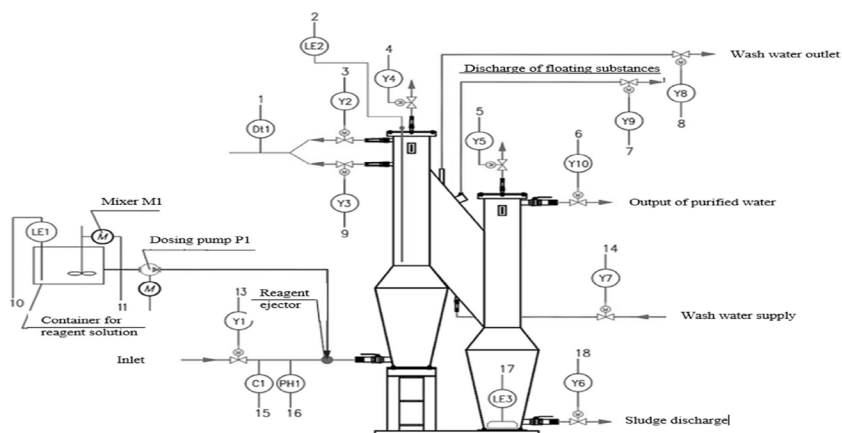 2
LE2
4
Y4
Wash water outlet
Discharge of floating substances
3
Y2
Y8
8
1
Dt1
5
Y5
Y9
7
6
Y10
Y3
9
Output of purified water
Mixer M1
LE1
M
Dosing pump P1
14
Y7
10
11
M
13
Reagent
ejector
Container for
reagent solution
Y1
Wash water supply
Inlet
C1
PH1
15
16
17
LE3
18
Y6
Sludge discharge